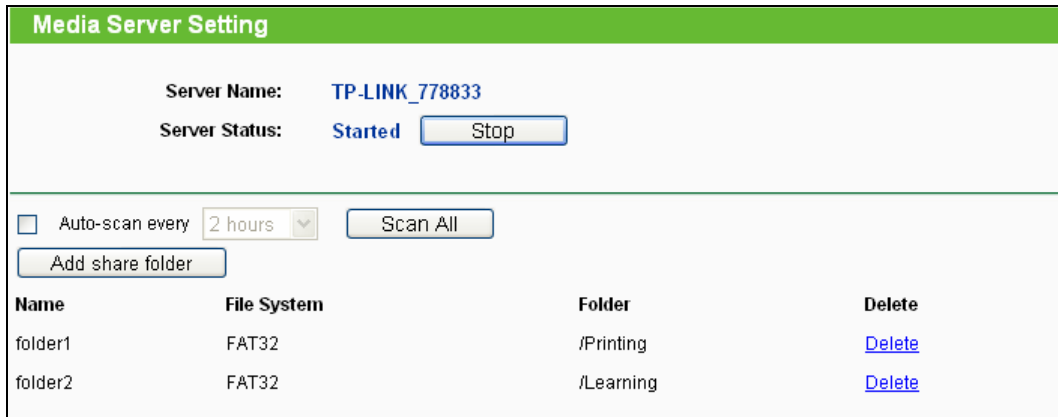 Media Server Setting
Server Name: TP-LINK_778833
Server Status: Started Stop
Auto-scan every 2 hours Scan All
Add share folder
Name File System Folder Delete
folder1 FAT32 /Printing Delete
folder2 FAT32 /Learning Delete